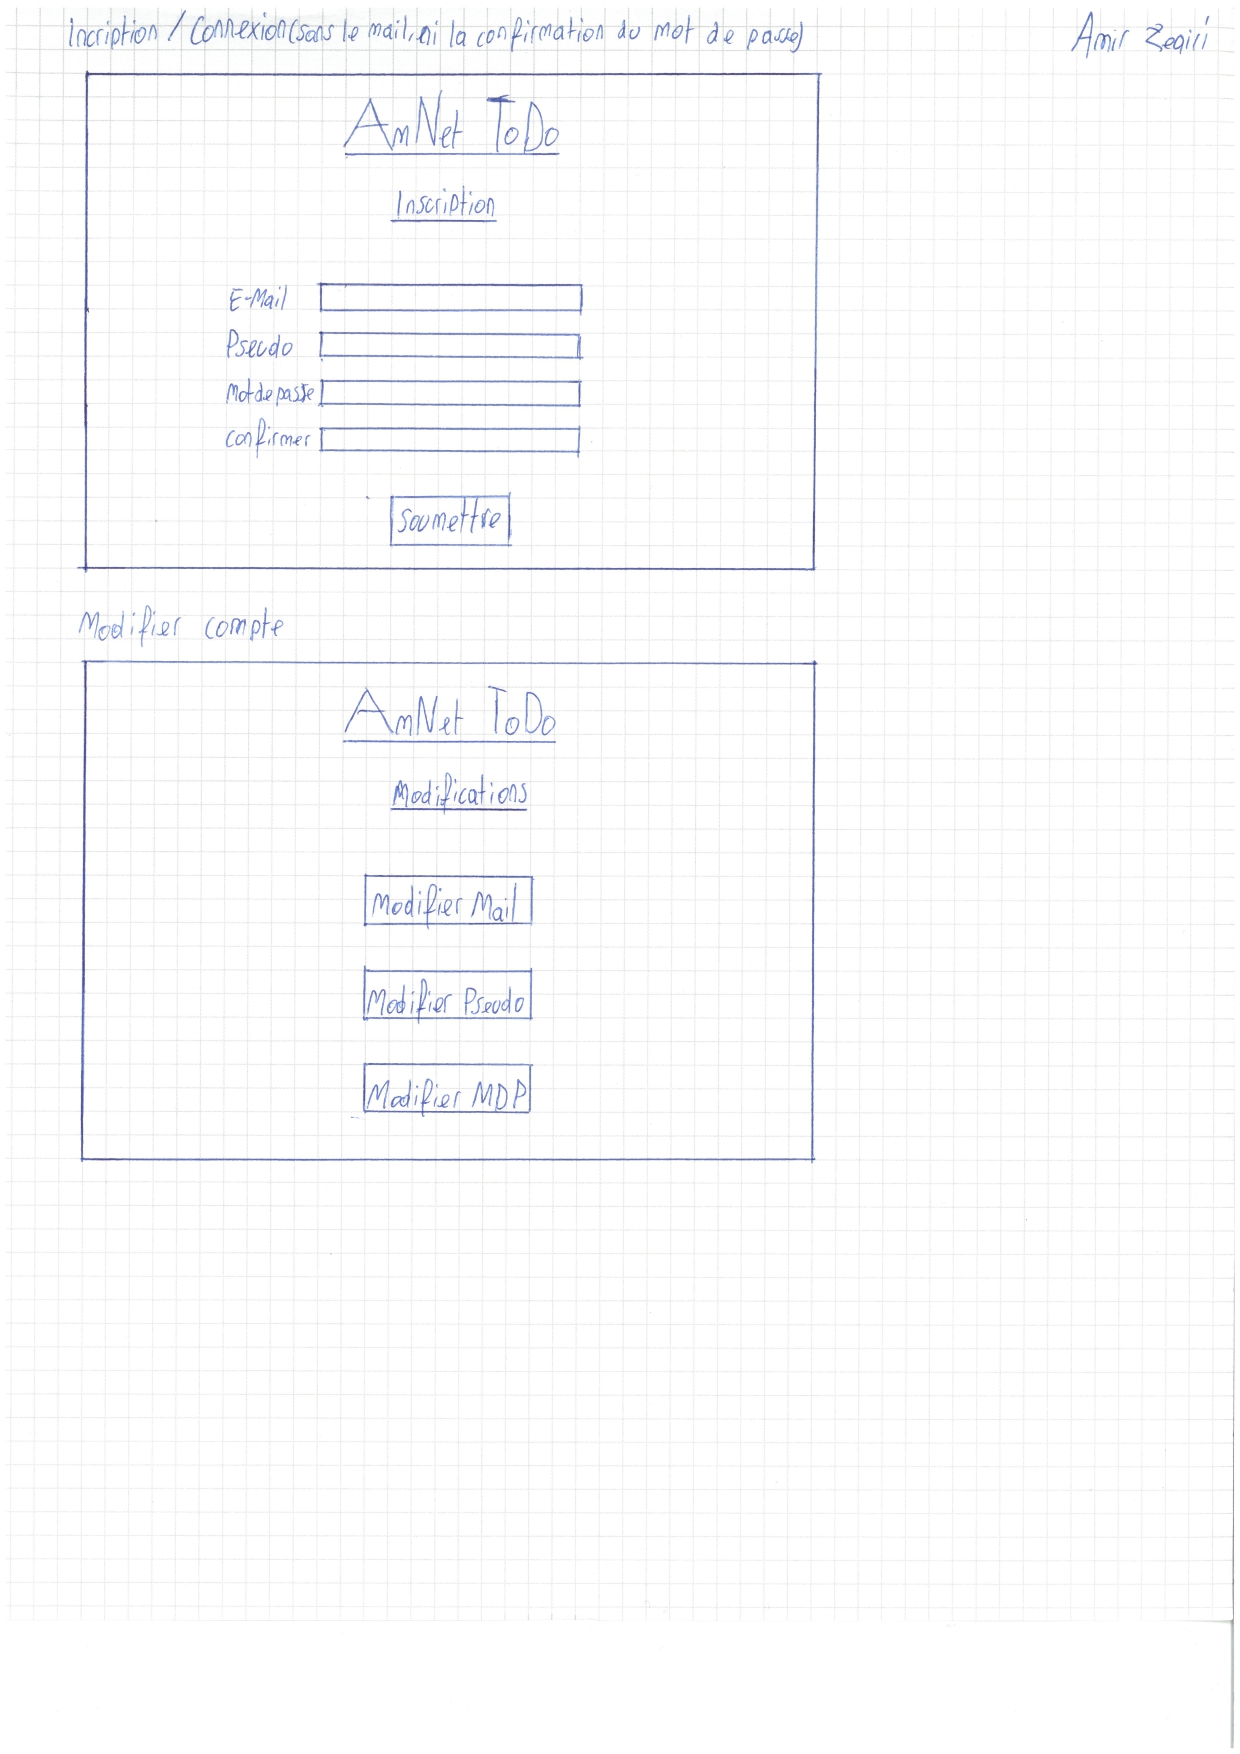 Incription / Connexion (sans le mail, ni la confirmation du mot de passe)
Amir Zeqiri
AmNet ToDo
Inscription
E-Mail
Pseudo
Mot de passe
Confirmer
Soumettre
Modifier compte
AmNet ToDo
Modifications
Modifier Mail
Modifier Pseudo
Modifier MDP